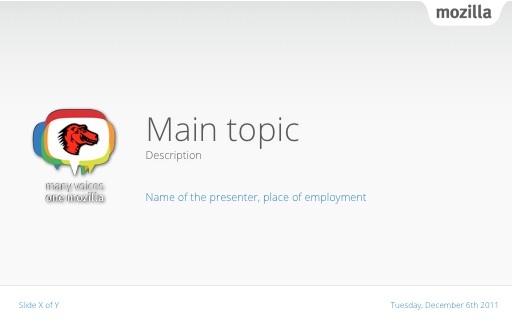 mozilla
Main topic
Description
many voices
one mozilla
Name of the presenter, place of employment
Slide X of Y
Tuesday, December 6th 2011